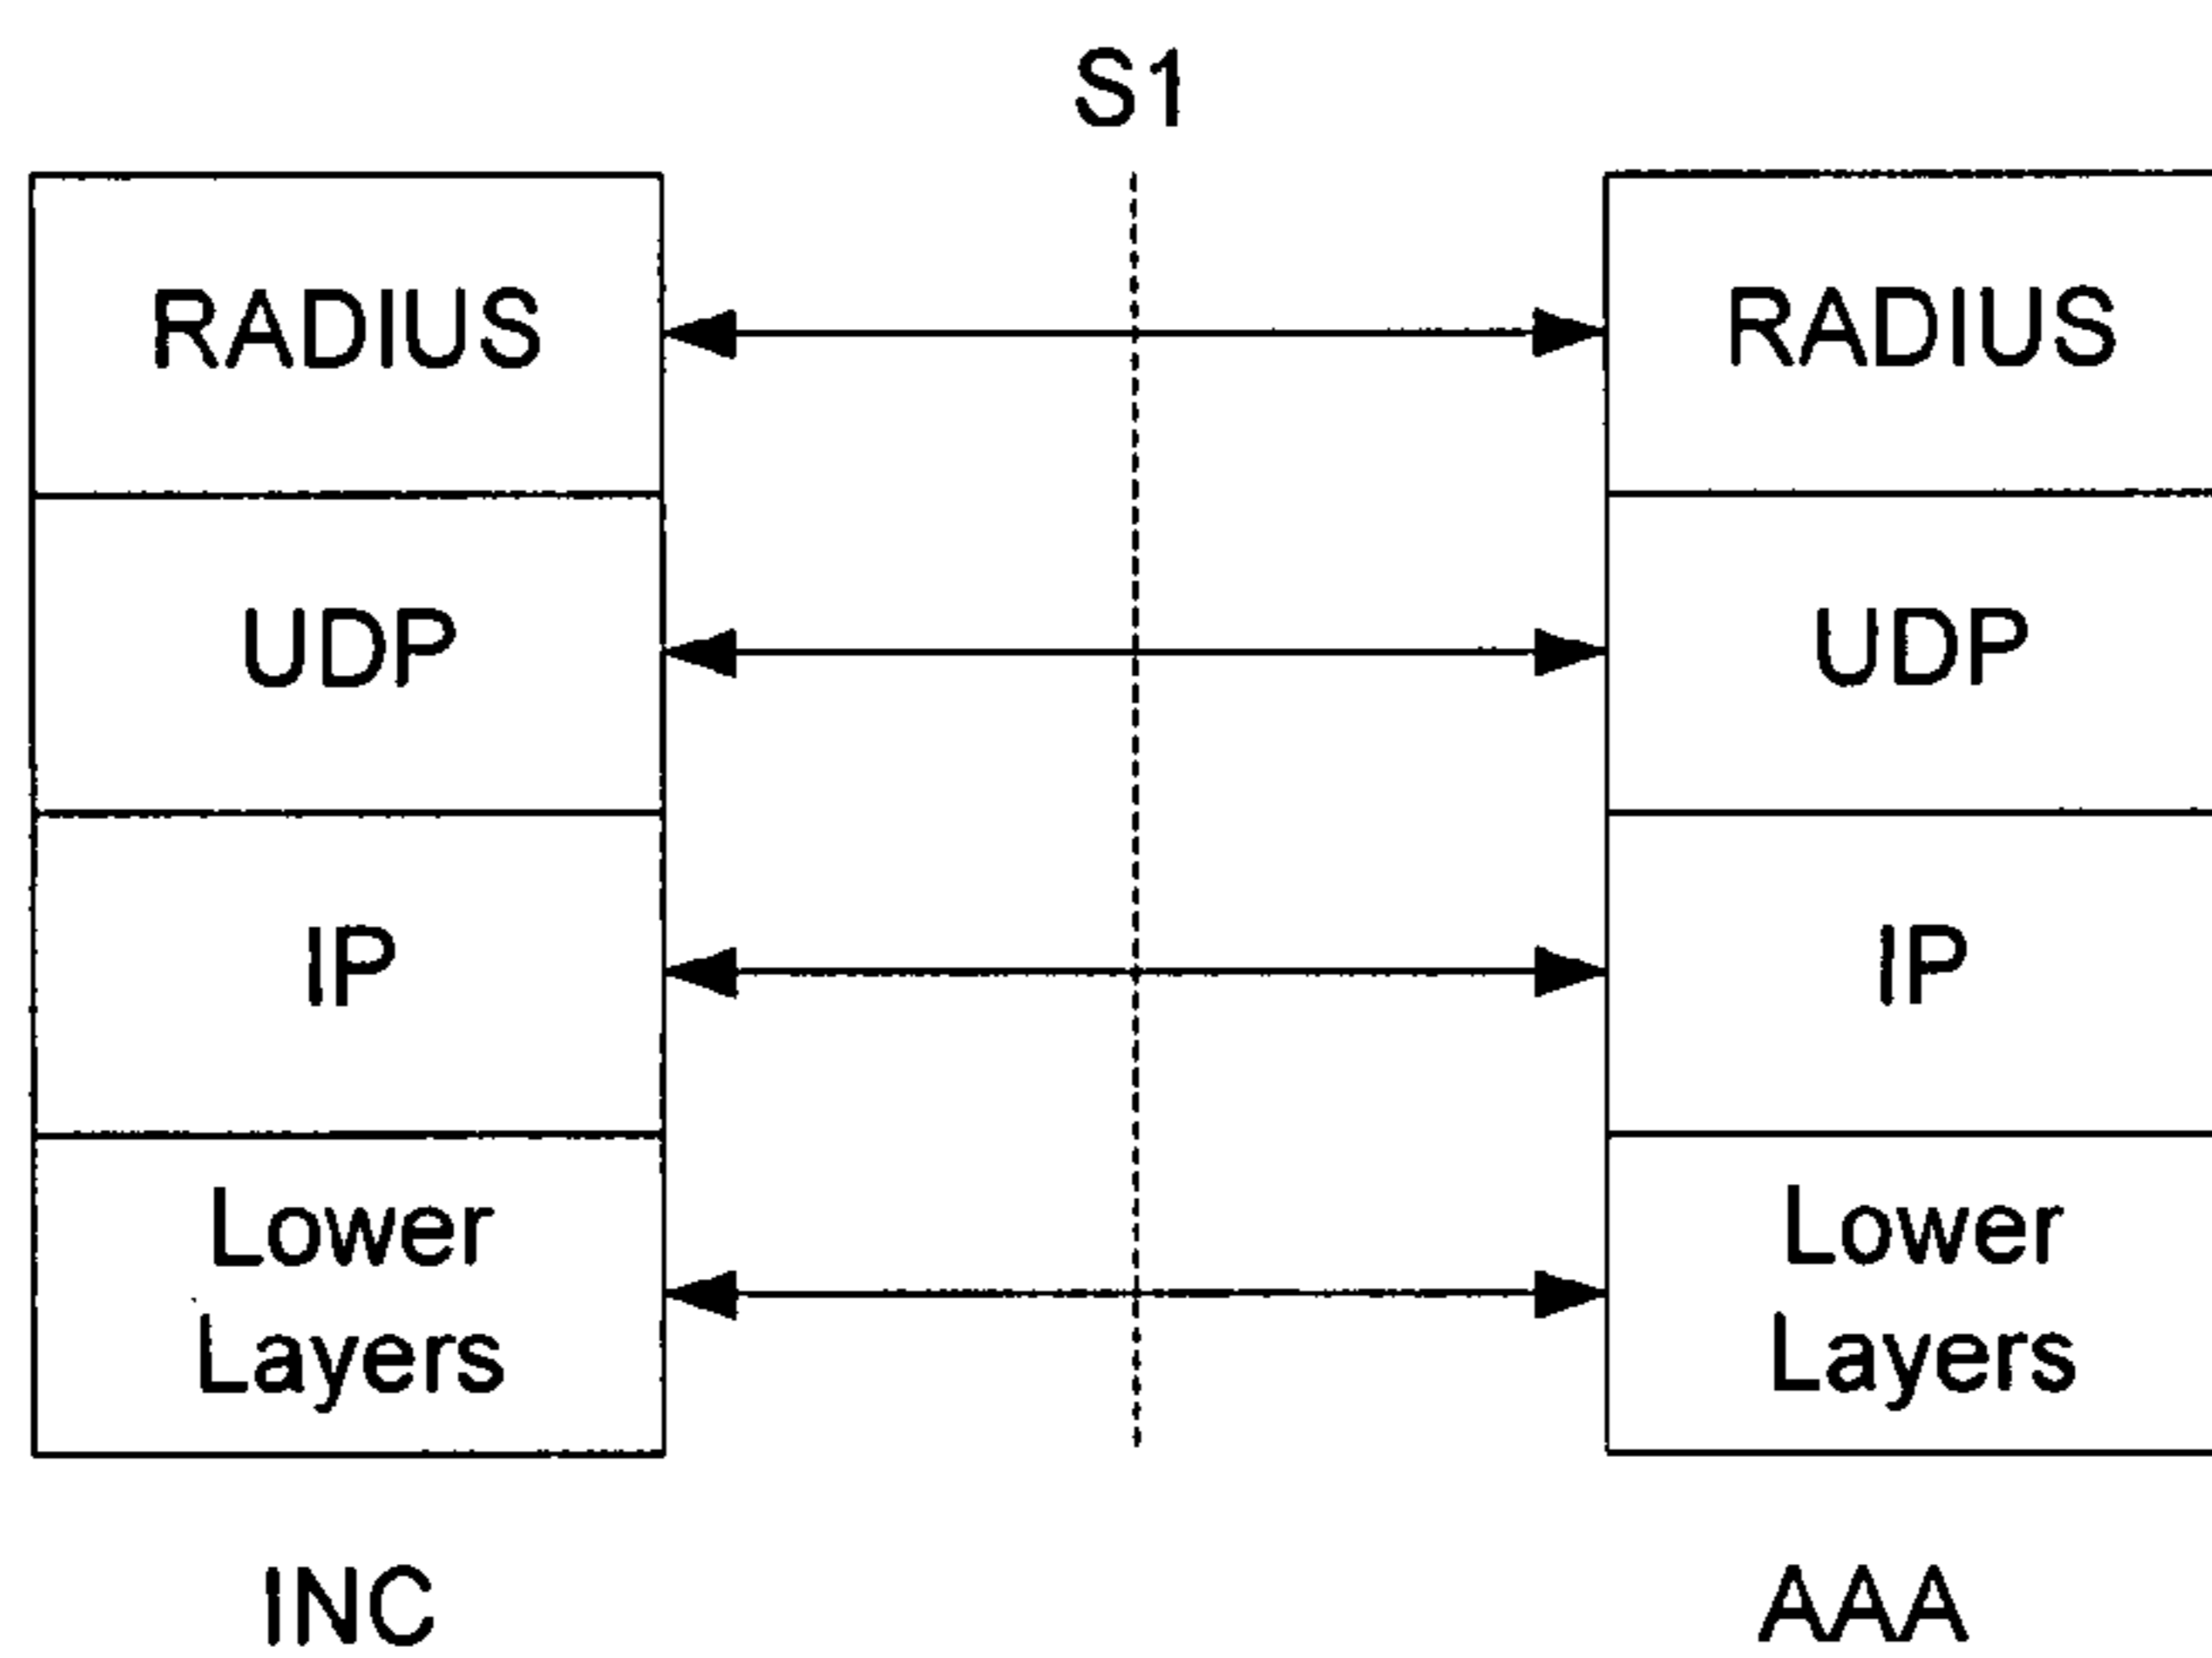 S1
RADIUS
RADIUS
UDP
UDP
IP
IP
Lower
Layers
Lower
Layers
INC
AAA